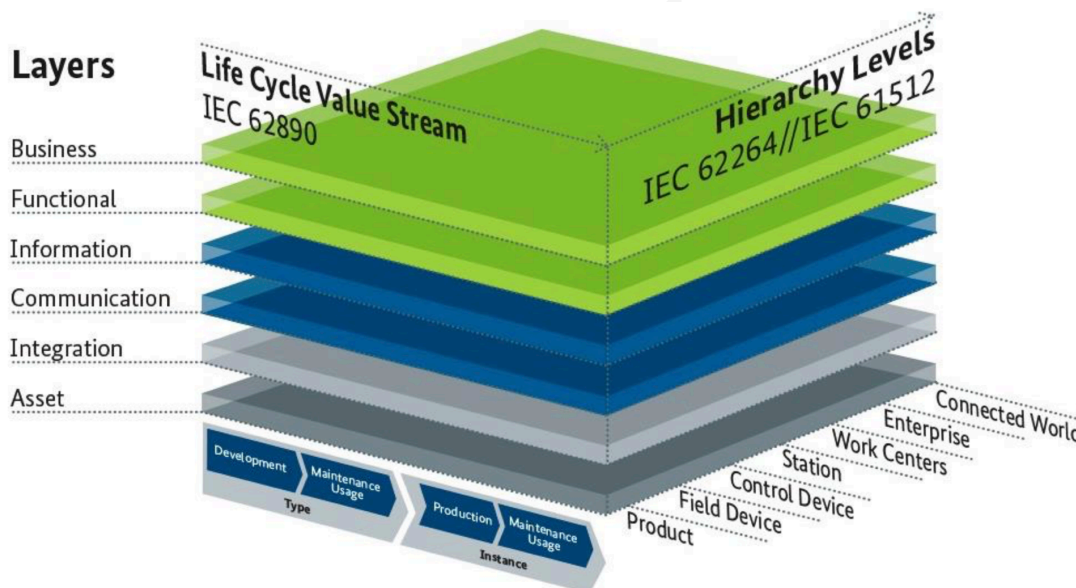 Layers
Life Cycle Value Stream
IEC 62890
Hierarchy Levels
IEC 62264//IEC 61512
Business
Functional
Information
Communication
Integration
Asset
Development
Maintenance
Usage
Type
Production
Maintenance
Usage
Instance
Product
Field Device
Control Device
Station
Work Centers
Enterprise
Connected World